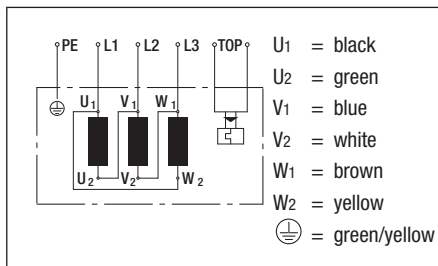 PE L1 L2 L3 TOP
U1 V1 W1
U2 V2 W2
U1 = black
U2 = green
V1 = blue
V2 = white
W1 = brown
W2 = yellow
= green/yellow